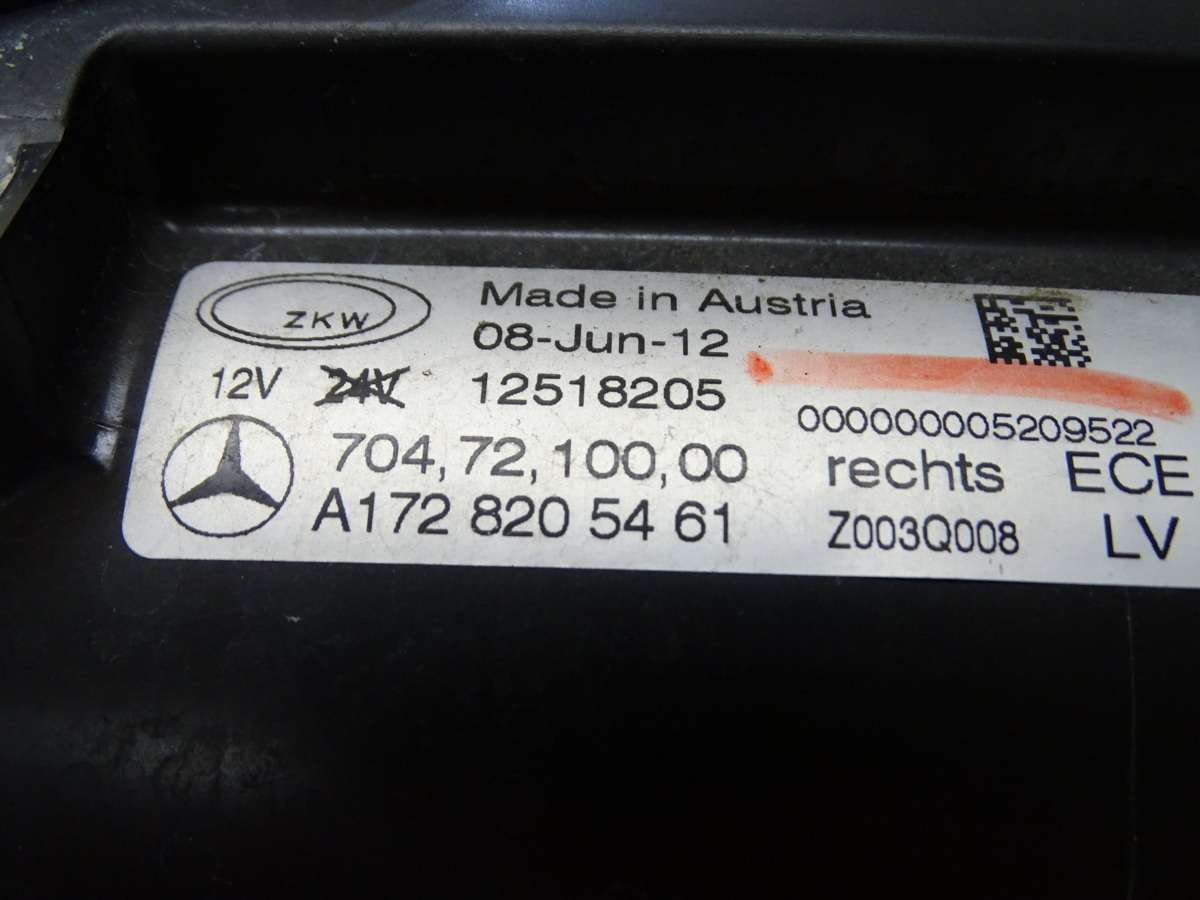 ZKW
Made in Austria
08-Jun-12
12V 24V 12518205
000000005209522
704,72,100,00 rechts ECE
A172 820 54 61 Z003Q008 LV